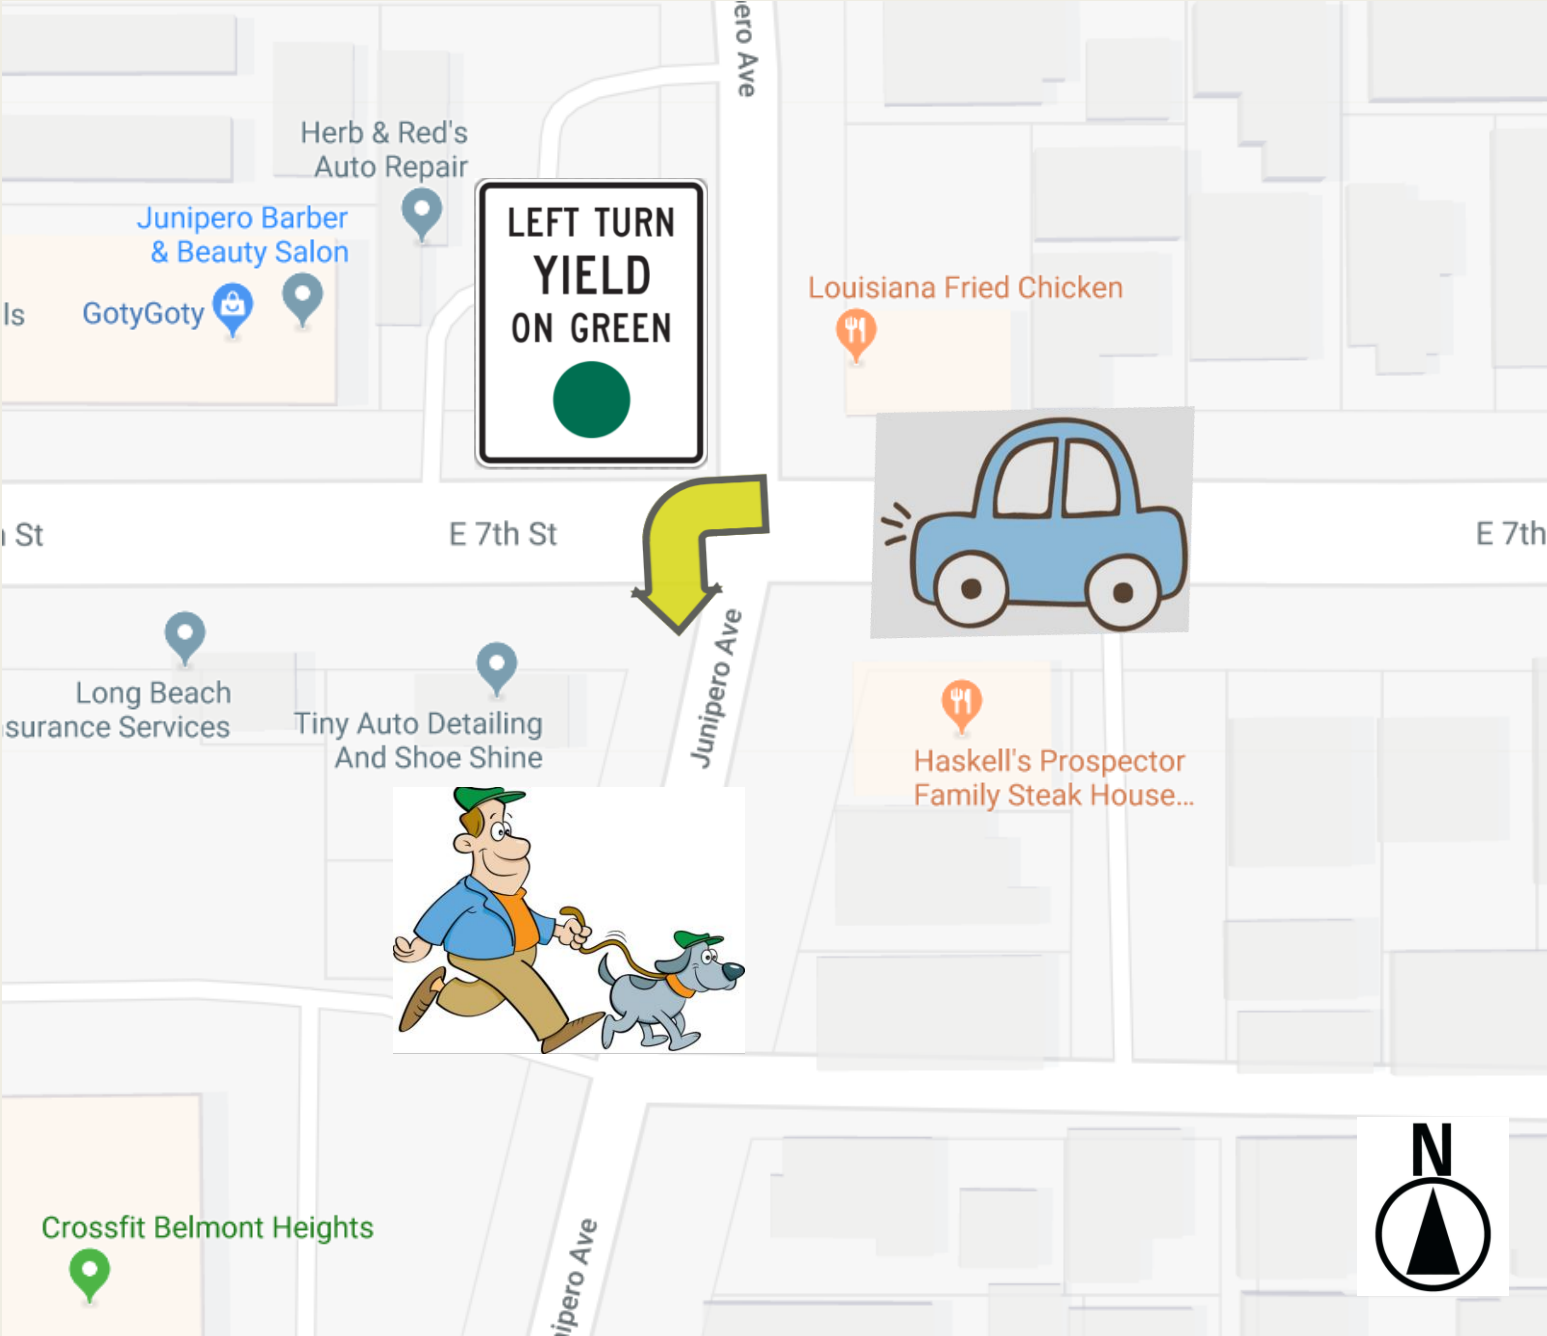 ero Ave
Herb & Red's
Auto Repair
Junipero Barber
& Beauty Salon
GotyGoty
ls
LEFT TURN
YIELD
ON GREEN
Louisiana Fried Chicken
St
E 7th St
E 7th
Junipero Ave
Long Beach
nsurance Services
Tiny Auto Detailing
And Shoe Shine
Haskell's Prospector
Family Steak House...
N
Crossfit Belmont Heights
nipero Ave